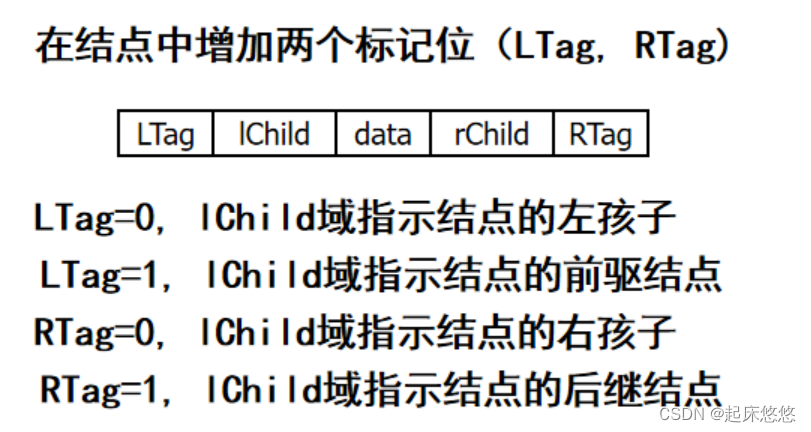 在结点中增加两个标记位（LTag, RTag)
LTag lChild data rChild RTag
LTag=0, lChild域指示结点的左孩子
LTag=1, lChild域指示结点的前驱结点
RTag=0, lChild域指示结点的右孩子
RTag=1, lChild域指示结点的后继结点
CSDN @起床悠悠